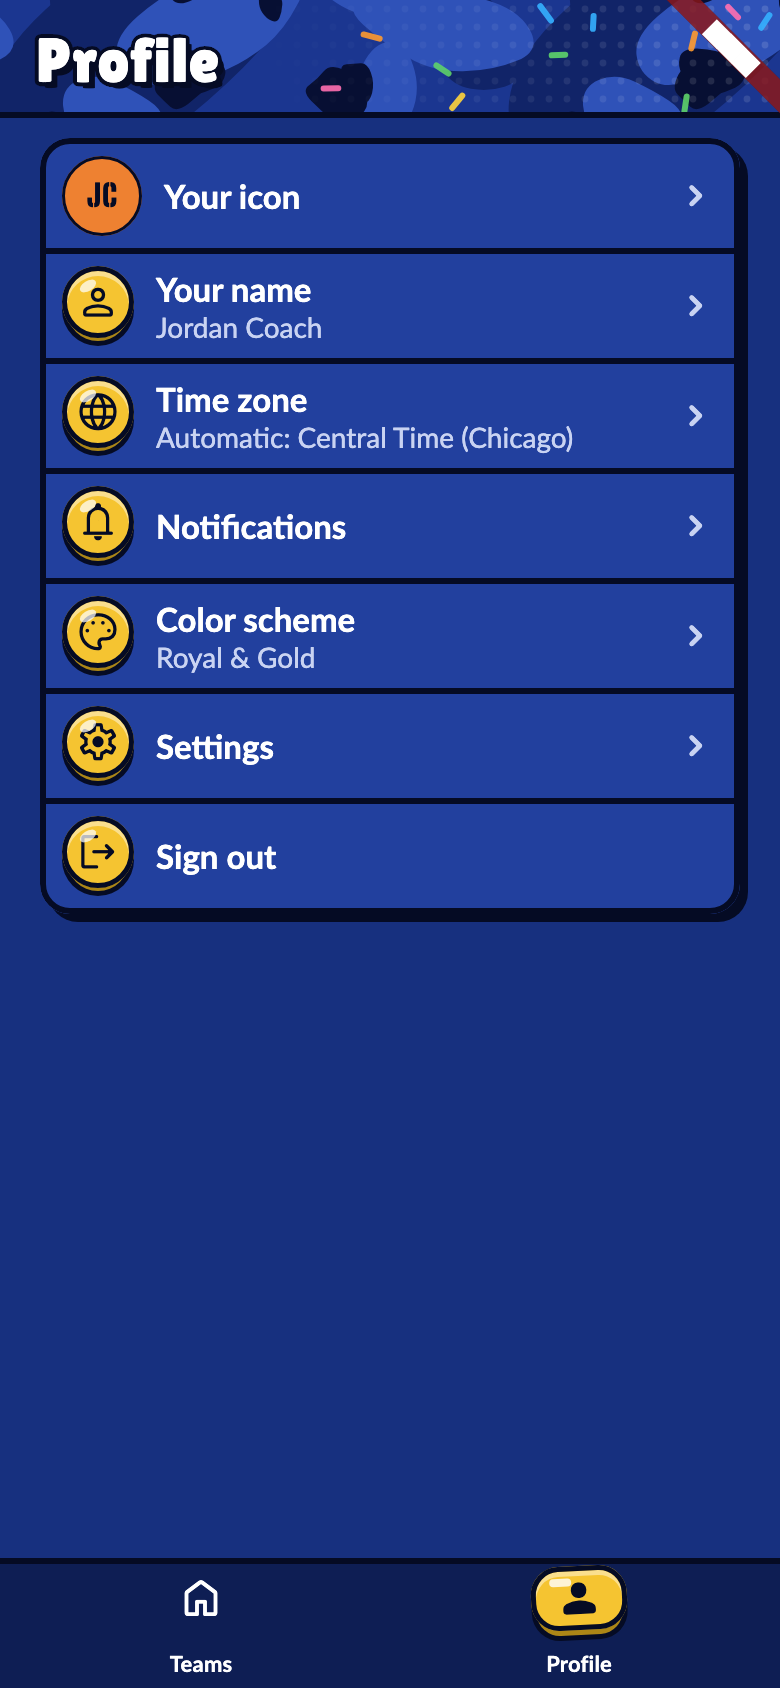 Profile
JC
Your icon
Your name
Jordan Coach
Time zone
Automatic: Central Time (Chicago)
Notifications
Color scheme
Royal & Gold
Settings
Sign out
Teams
Profile